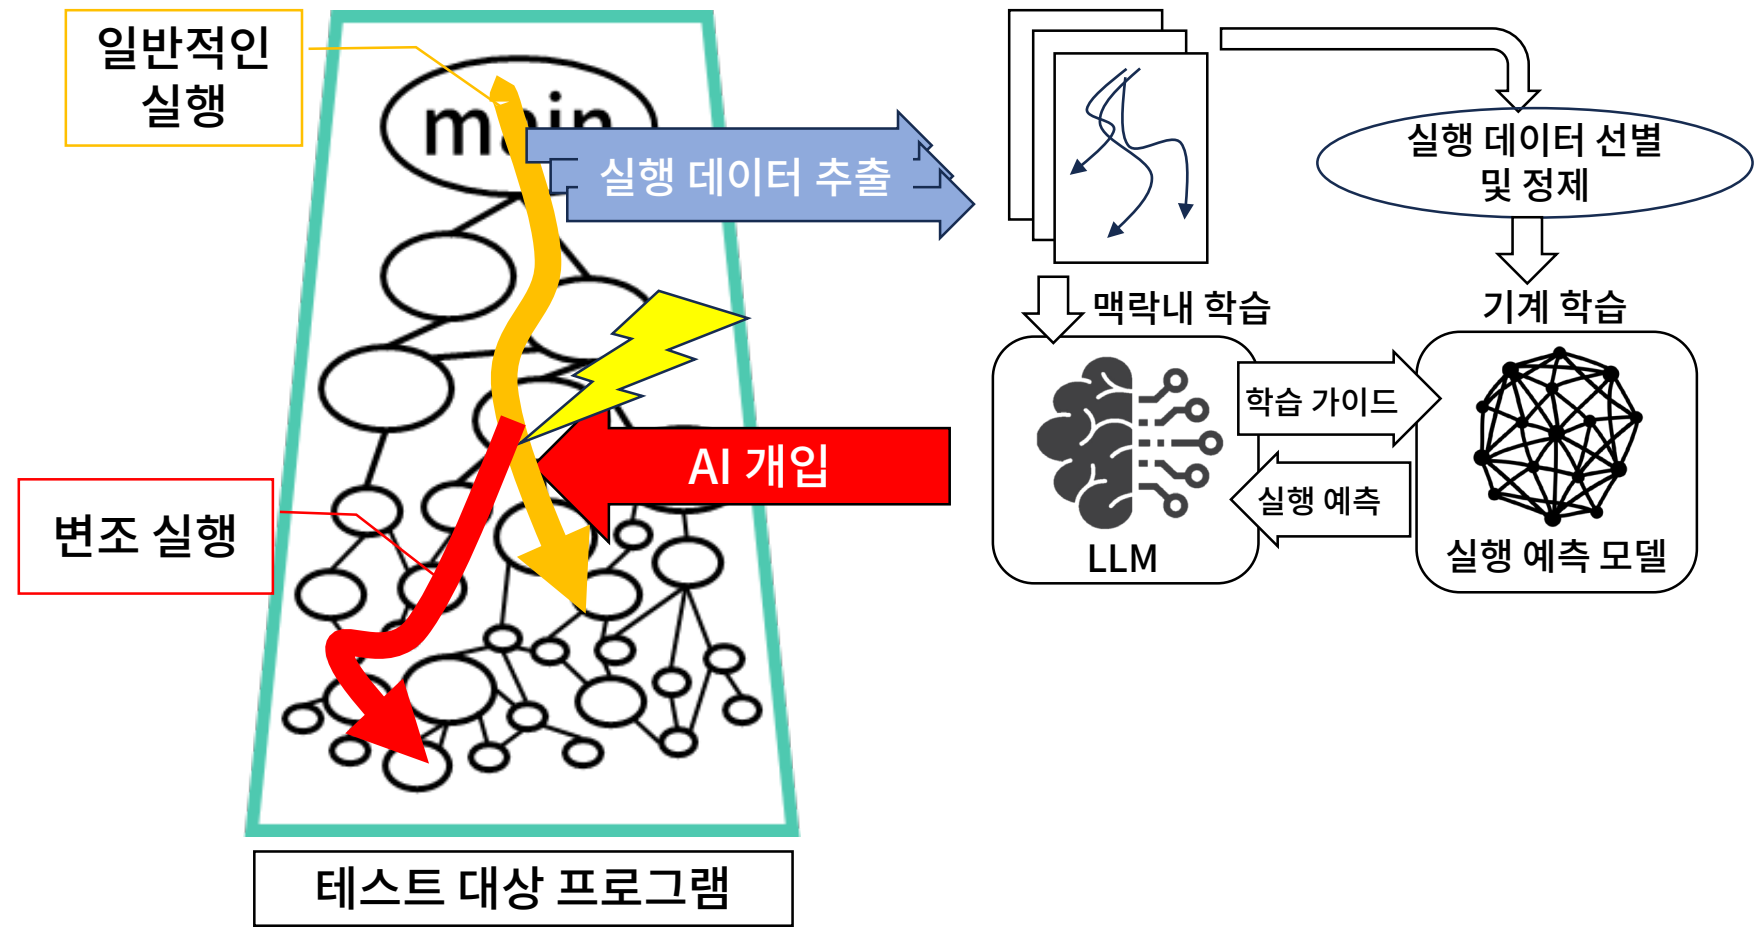 일반적인
실행
main
실행 데이터 추출
실행 데이터 선별
및 정제
맥락내 학습
기계 학습
학습 가이드
AI 개입
실행 예측
변조 실행
LLM
실행 예측 모델
테스트 대상 프로그램